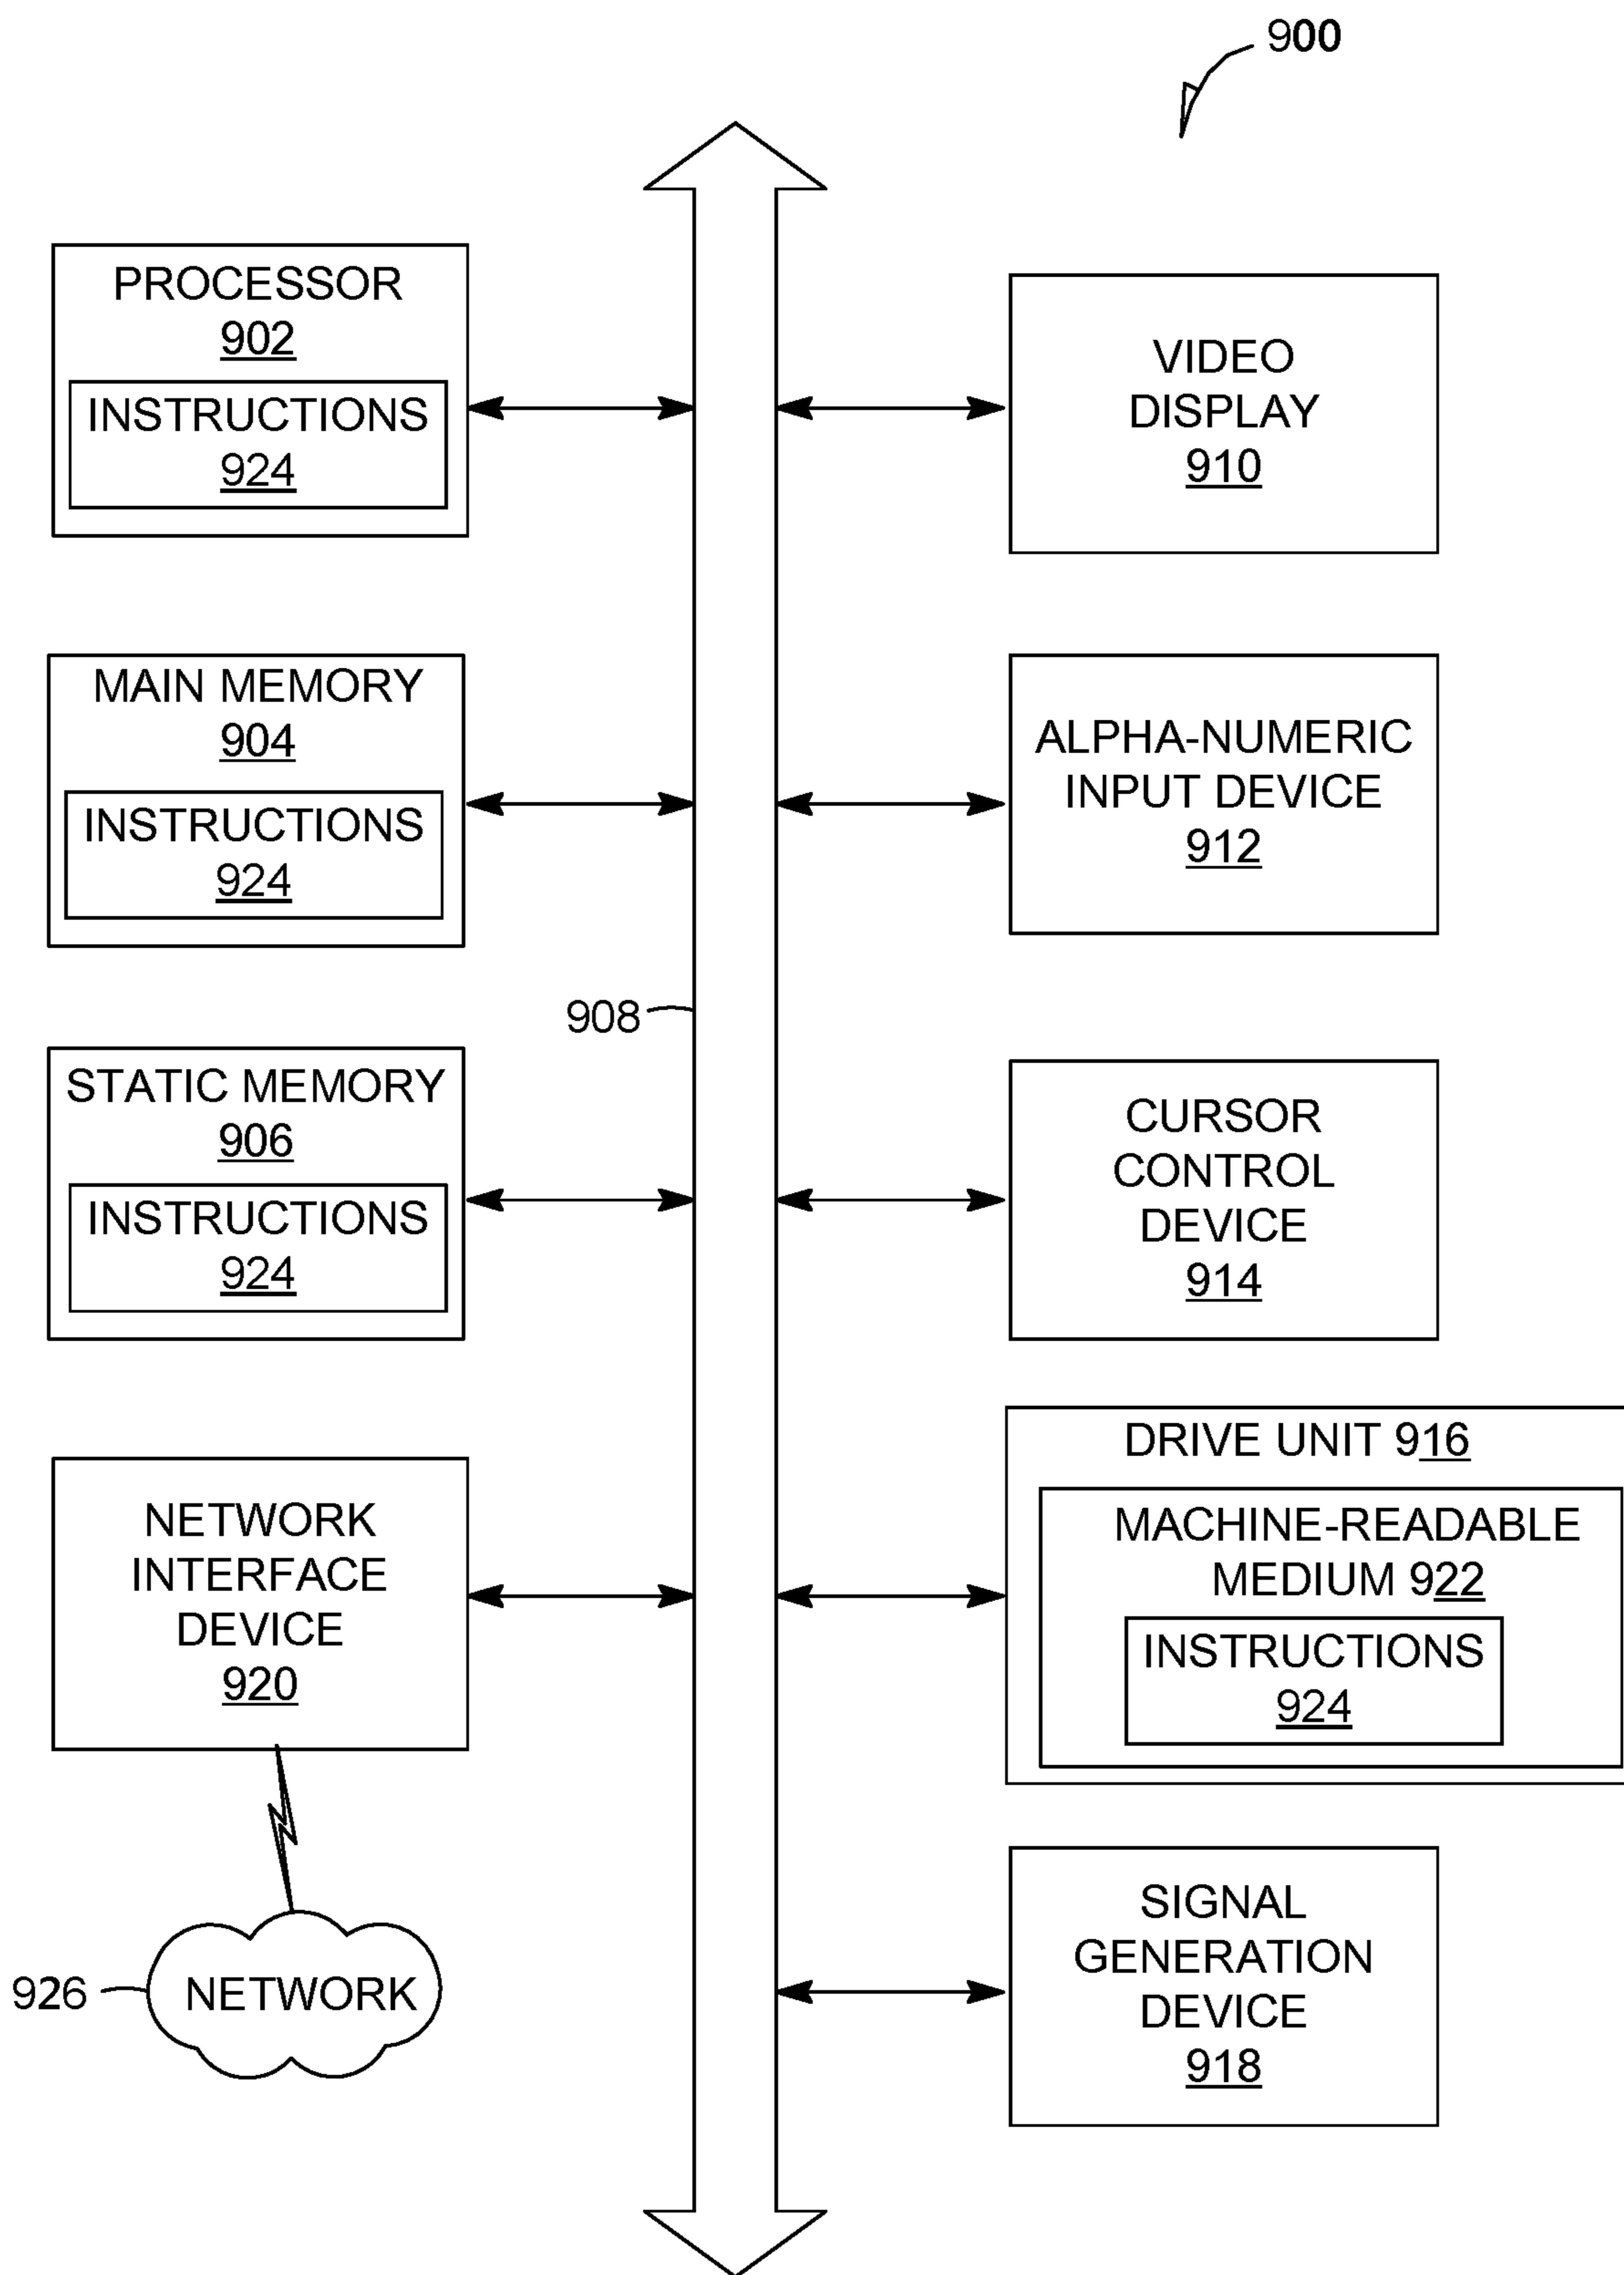 900
PROCESSOR
902
INSTRUCTIONS
924
VIDEO
DISPLAY
910
MAIN MEMORY
904
INSTRUCTIONS
924
ALPHA-NUMERIC
INPUT DEVICE
912
908
STATIC MEMORY
906
INSTRUCTIONS
924
CURSOR
CONTROL
DEVICE
914
NETWORK
INTERFACE
DEVICE
920
DRIVE UNIT 916
MACHINE-READABLE
MEDIUM 922
INSTRUCTIONS
924
926
NETWORK
SIGNAL
GENERATION
DEVICE
918